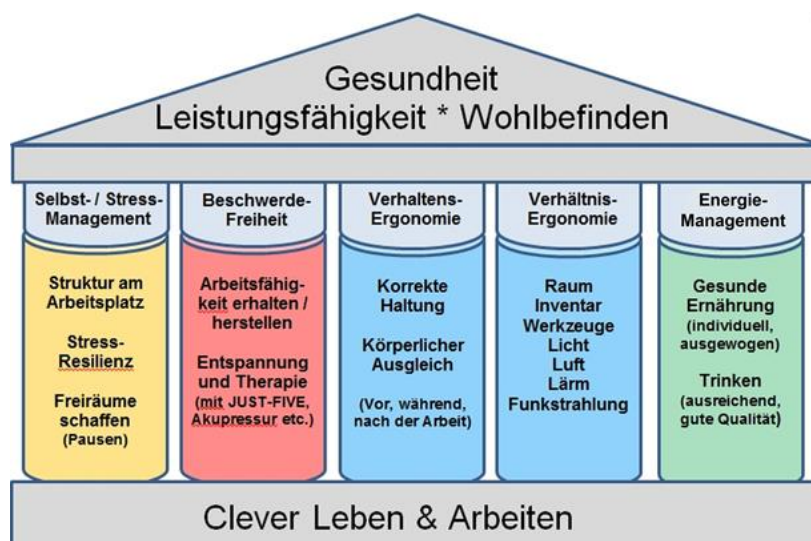 Gesundheit
Leistungsfähigkeit * Wohlbefinden
Selbst- / Stress-
Management
Struktur am
Arbeitsplatz
Stress-
Resilienz
Freiräume
schaffen
(Pausen)
Beschwerde-
Freiheit
Arbeitsfähig-
keit erhalten /
herstellen
Entspannung
und Therapie
(mit JUST-FIVE,
Akupressur etc.)
Verhaltens-
Ergonomie
Korrekte
Haltung
Körperlicher
Ausgleich
(Vor, während,
nach der Arbeit)
Verhältnis-
Ergonomie
Raum
Inventar
Werkzeuge
Licht
Luft
Lärm
Funkstrahlung
Energie-
Management
Gesunde
Ernährung
(individuell,
ausgewogen)
Trinken
(ausreichend,
gute Qualität)
Clever Leben & Arbeiten